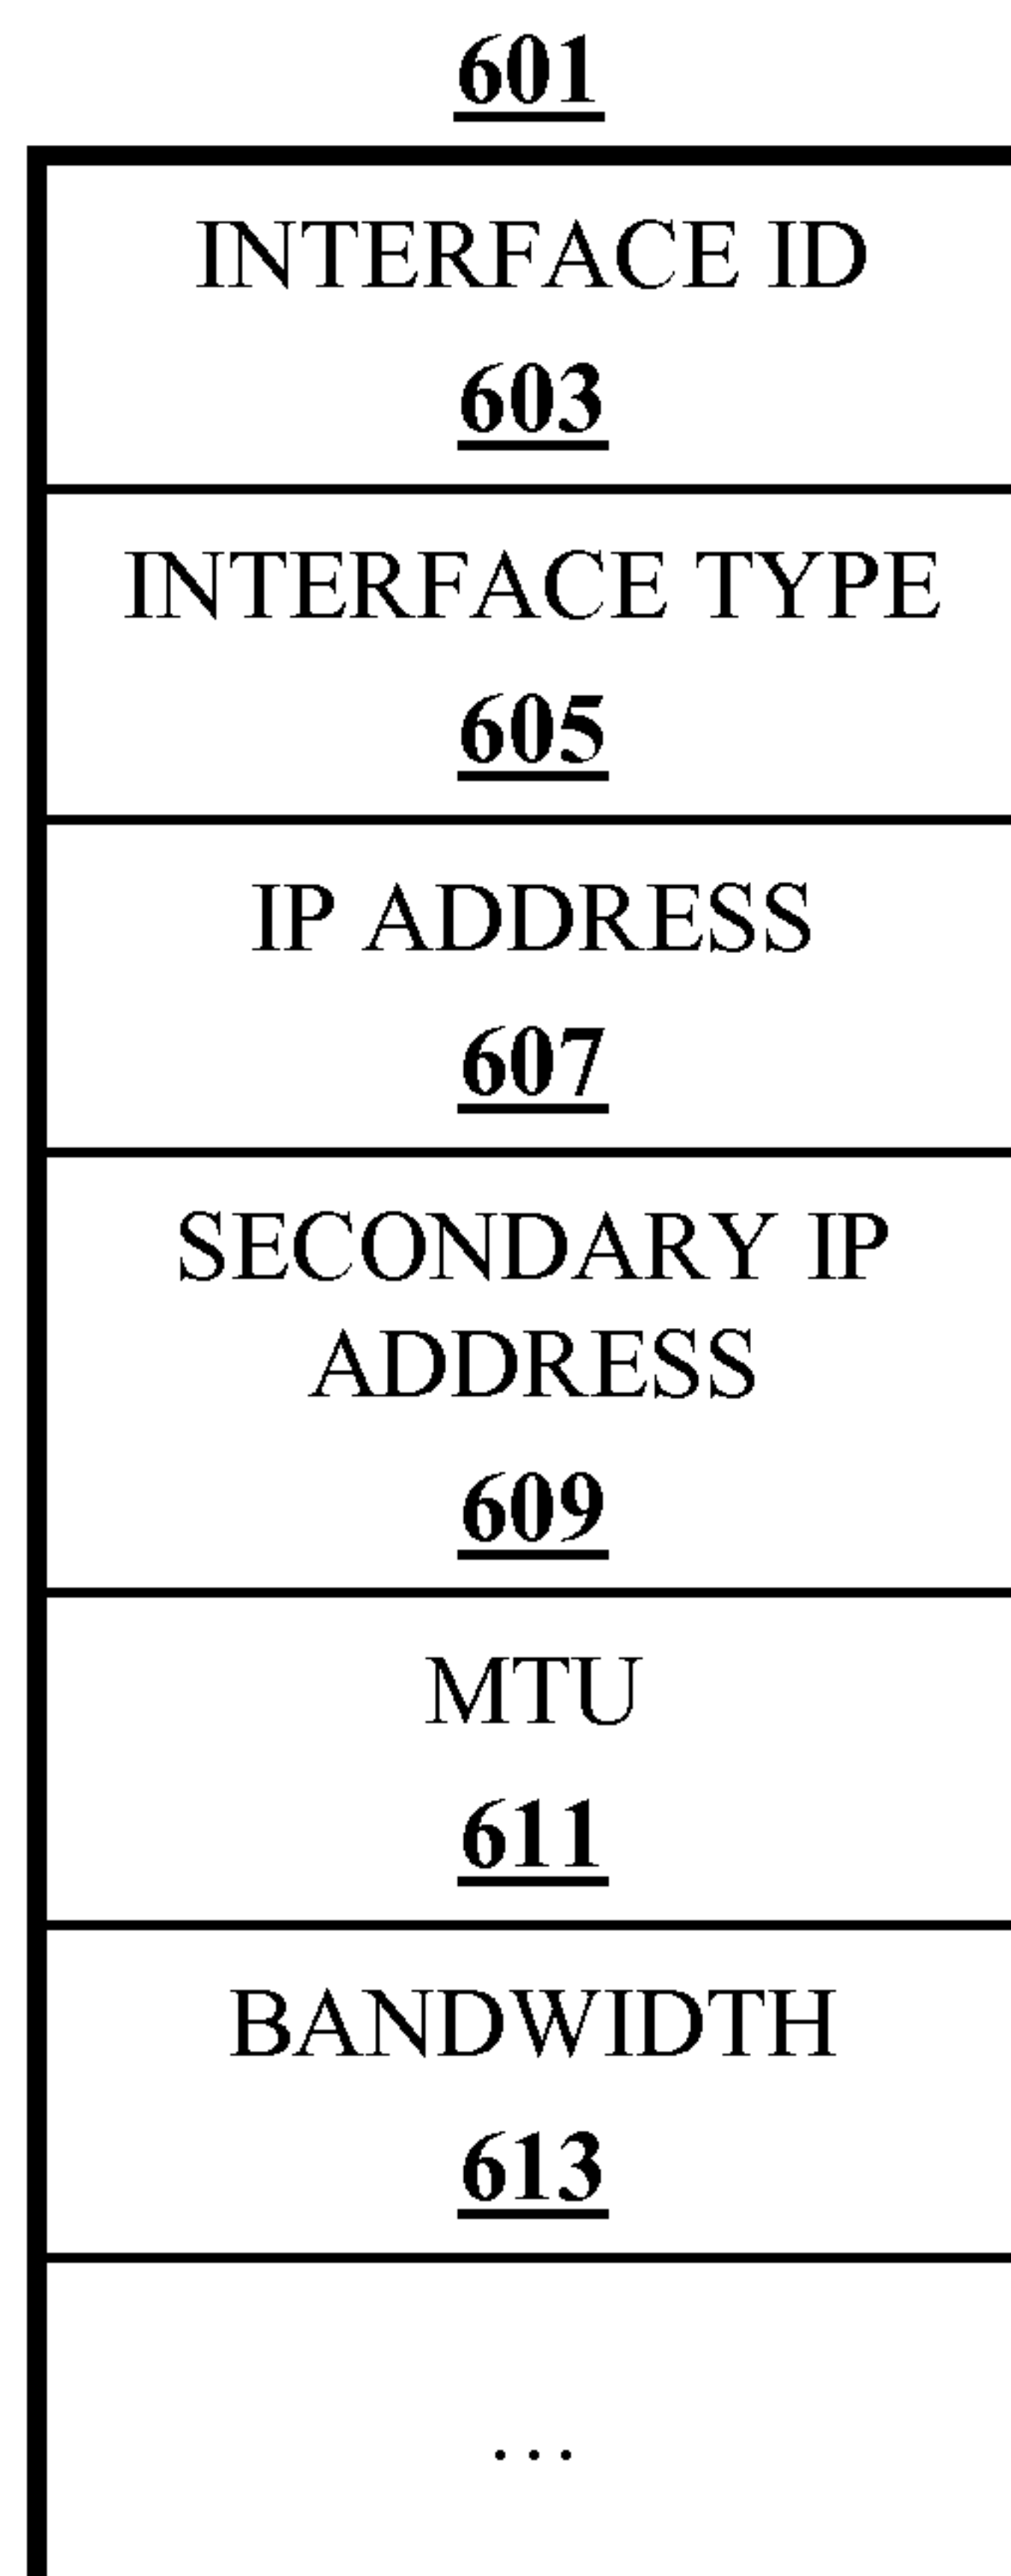 601
INTERFACE ID
603
INTERFACE TYPE
605
IP ADDRESS
607
SECONDARY IP
ADDRESS
609
MTU
611
BANDWIDTH
613
...